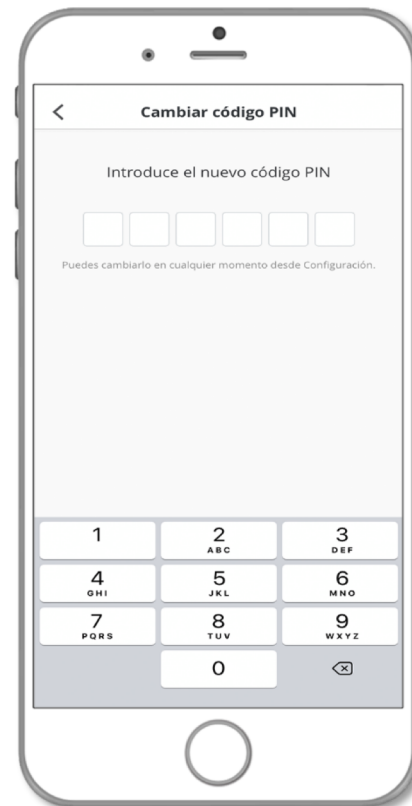 Cambiar código PIN
Introduce el nuevo código PIN
Puedes cambiarlo en cualquier momento desde Configuración.
1 2 3
ABC DEF
4 5 6
GHI JKL MNO
7 8 9
PQRS TUV WXYZ
0